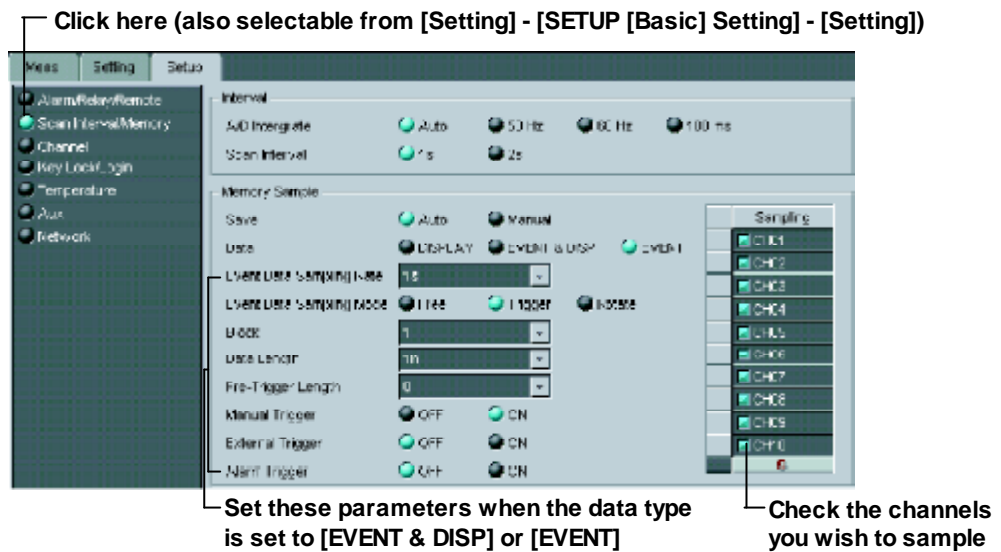 Click here (also selectable from [Setting] - [SETUP [Basic] Setting] - [Setting])
Meas Setting Setup
Alarm/Relay/Remote
Scan Interval/Memory
Channel
Key Lock/Login
Temperature
Aux
Network
Interval
A/D Intergrate Auto 50 Hz 60 Hz 100 ms
Scan Interval 1s 2s
Memory Sample
Save Auto Manual
Data DISPLAY EVENT & DISP EVENT
Event Data Sampling Rate 1s
Event Data Sampling Mode Free Trigger Rotate
Block 1
Data Length
Pre-Trigger Length 0
Manual Trigger OFF ON
External Trigger OFF ON
Alarm Trigger OFF ON
Sampling
CH01
CH02
CH03
CH04
CH05
CH06
CH07
CH08
CH09
CH10
Set these parameters when the data type
is set to [EVENT & DISP] or [EVENT]
Check the channels
you wish to sample